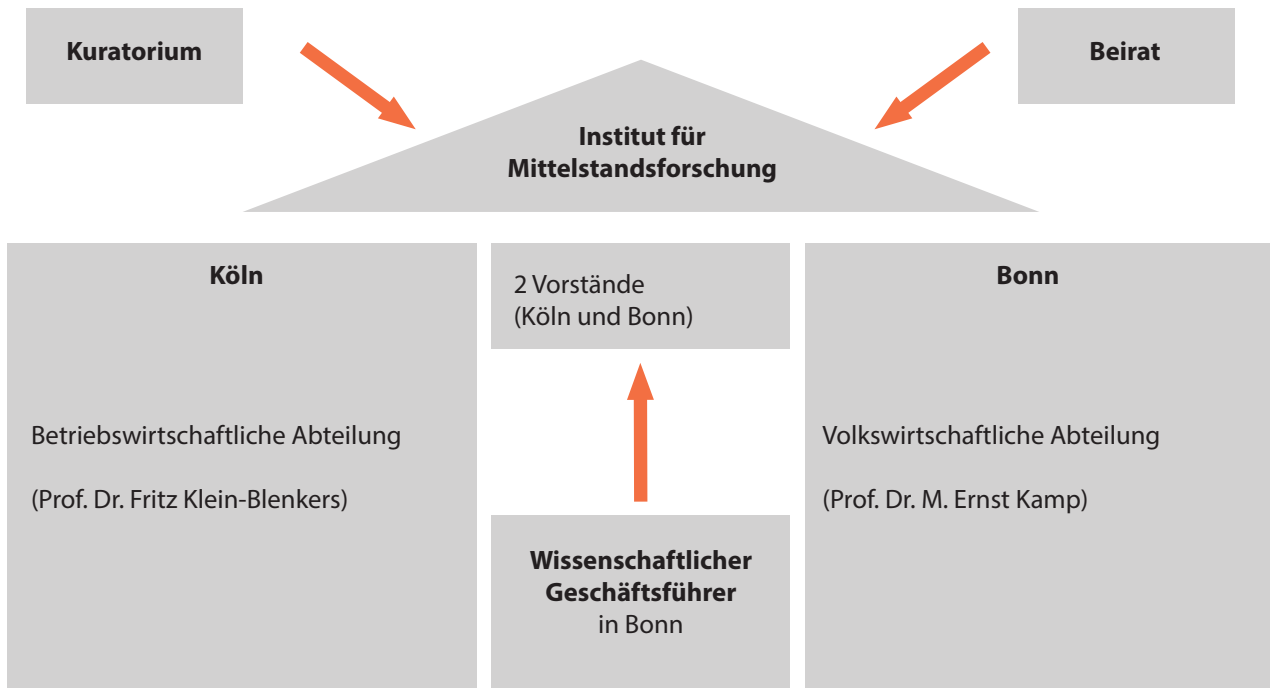 Kuratorium
Beirat
Institut für
Mittelstandsforschung
Köln
2 Vorstände
(Köln und Bonn)
Bonn
Betriebswirtschaftliche Abteilung
(Prof. Dr. Fritz Klein-Blenkers)
Volkswirtschaftliche Abteilung
(Prof. Dr. M. Ernst Kamp)
Wissenschaftlicher
Geschäftsführer
in Bonn